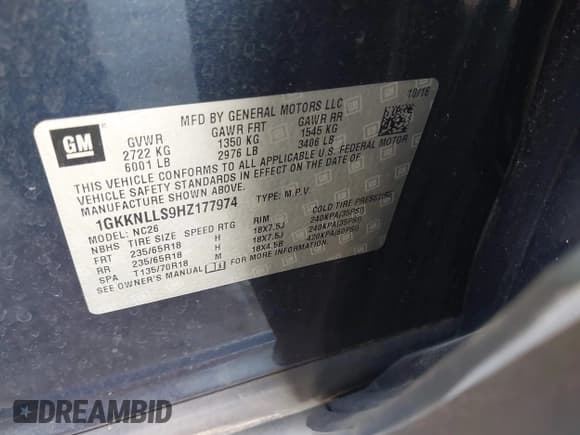 GM
MFD BY GENERAL MOTORS LLC 10/16
GVWR GAWR FRT GAWR RR
2722 KG 1350 KG 1545 KG
6001 LB 2976 LB 3406 LB
THIS VEHICLE CONFORMS TO ALL APPLICABLE U.S. FEDERAL MOTOR
VEHICLE SAFETY STANDARDS IN EFFECT ON THE DATE OF
MANUFACTURE SHOWN ABOVE.
1GKKNLLS9HZ177974 TYPE: M.P.V.
MODEL: NC26
NBHS TIRE SIZE SPEED RTG RIM COLD TIRE PRESSURE
FRT 235/65R18 H 18X7.5J 240KPA(35PSI)
RR 235/65R18 H 18X7.5J 240KPA(35PSI)
SPA T135/70R18 M 18X4.5B 420KPA(60PSI)
SEE OWNER'S MANUAL
DREAMBID